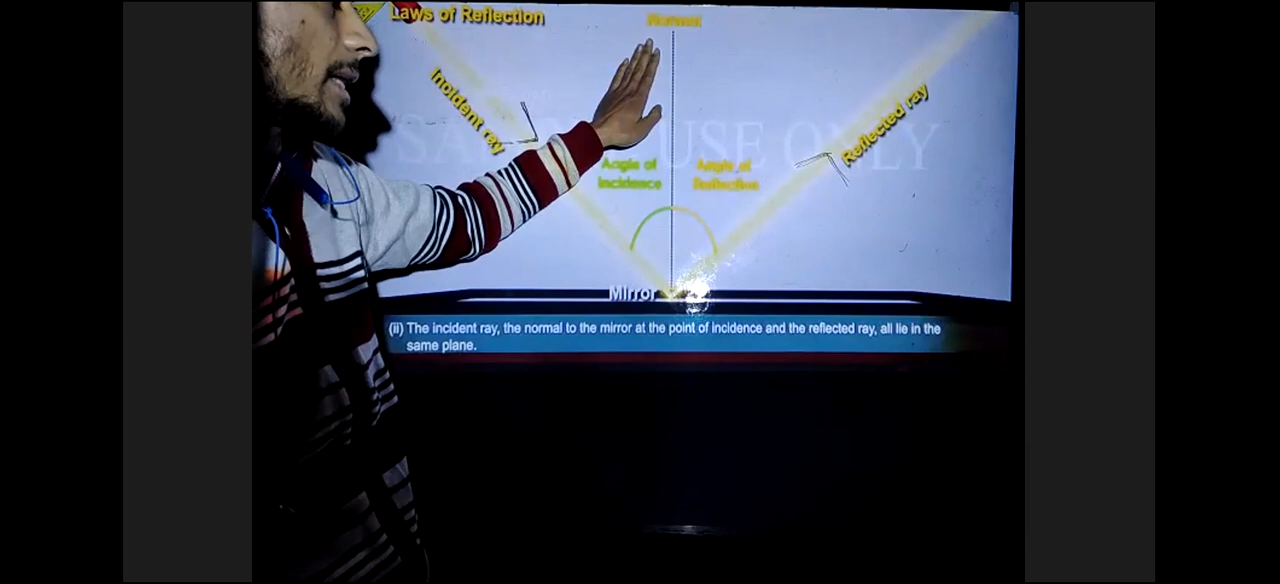 Laws of Reflection
Normal
Incident ray
Reflected ray
USE ONLY
Angle of
Incidence
Angle of
Reflection
Mirror
(ii) The incident ray, the normal to the mirror at the point of incidence and the reflected ray, all lie in the
same plane.